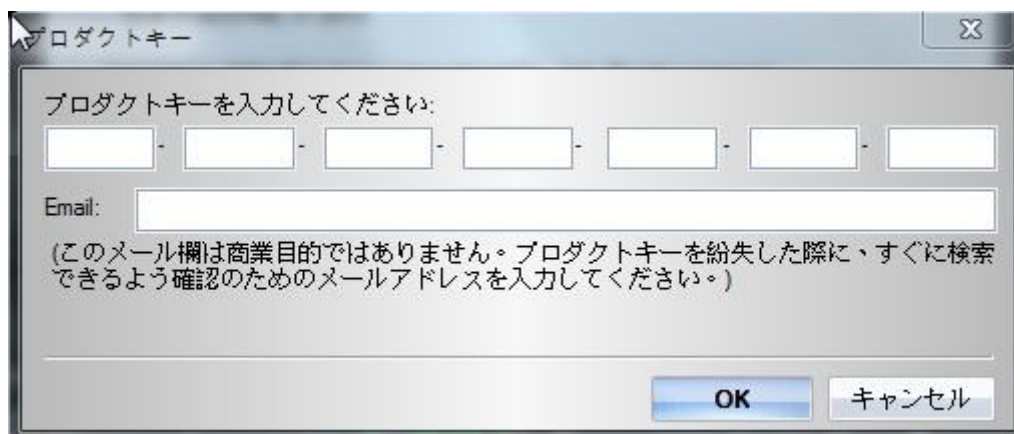 プロダクトキー
プロダクトキーを入力してください:
- - - - - -
Email:
(このメール欄は商業目的ではありません。プロダクトキーを紛失した際に、すぐに検索
できるよう確認のためのメールアドレスを入力してください。)
OK キャンセル